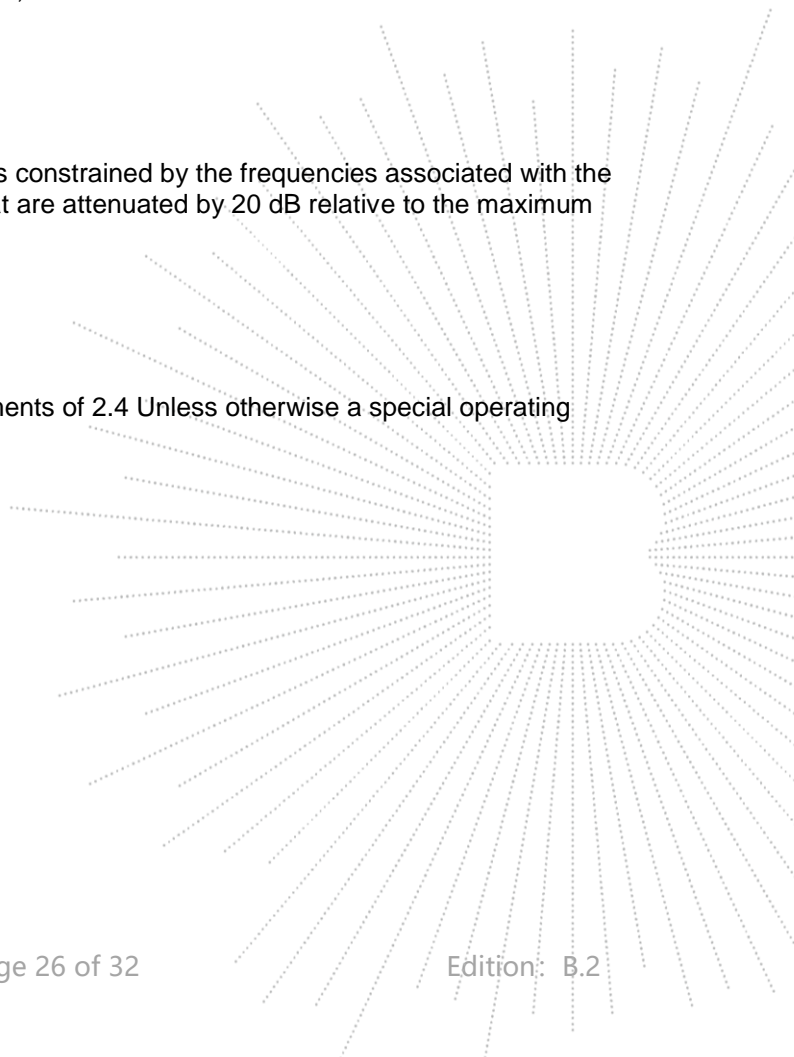 s constrained by the frequencies associated with the
t are attenuated by 20 dB relative to the maximum
nents of 2.4 Unless otherwise a special operating
ge 26 of 32 Edition: B.2